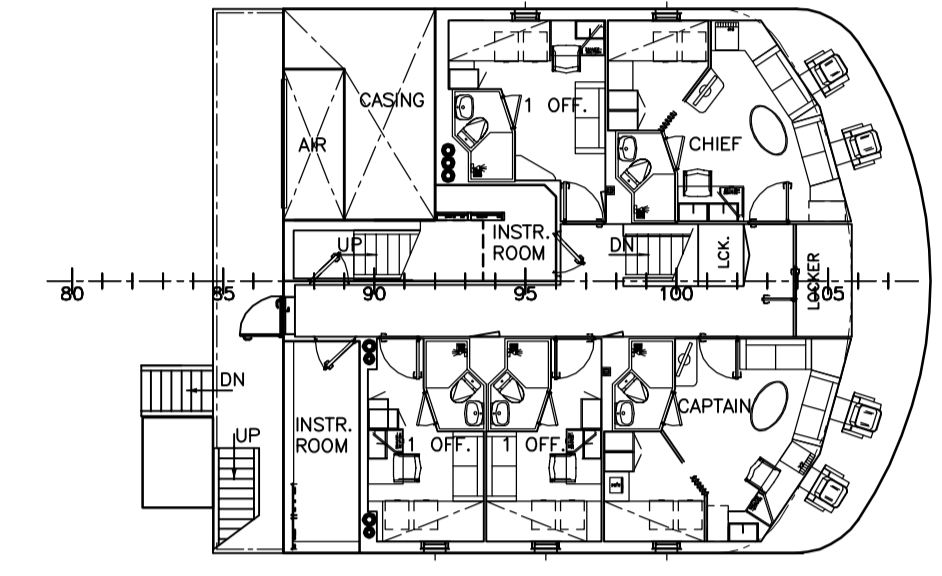 CASING
1 OFF.
AIR
CHIEF
UP
INSTR.
ROOM
DN
LCK.
LOCKER
80
85
90
95
100
105
DN
UP
INSTR.
ROOM
1 OFF.
1 OFF.
CAPTAIN